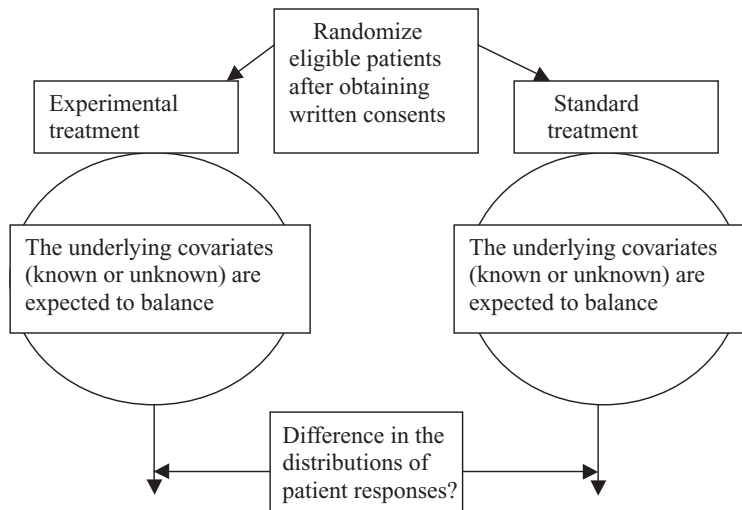 Randomize
eligible patients
after obtaining
written consents
Experimental
treatment
Standard
treatment
The underlying covariates
(known or unknown) are
expected to balance
The underlying covariates
(known or unknown) are
expected to balance
Difference in the
distributions of
patient responses?